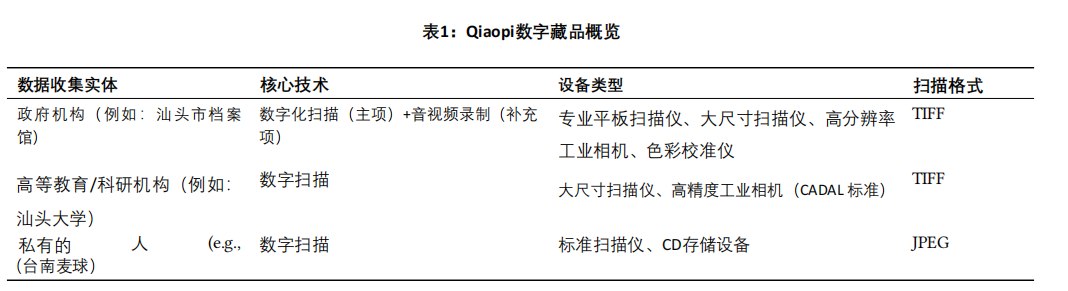 表1：Qiaopi数字藏品概览
数据收集实体 核心技术 设备类型 扫描格式
政府机构（例如：汕头市档案馆） 数字化扫描（主项）+音视频录制（补充项） 专业平板扫描仪、大尺寸扫描仪、高分辨率工业相机、色彩校准仪 TIFF
高等教育/科研机构（例如：汕头大学） 数字扫描 大尺寸扫描仪、高精度工业相机（CADAL 标准） TIFF
私有的 人 (e.g., (台南麦球） 数字扫描 标准扫描仪、CD存储设备 JPEG